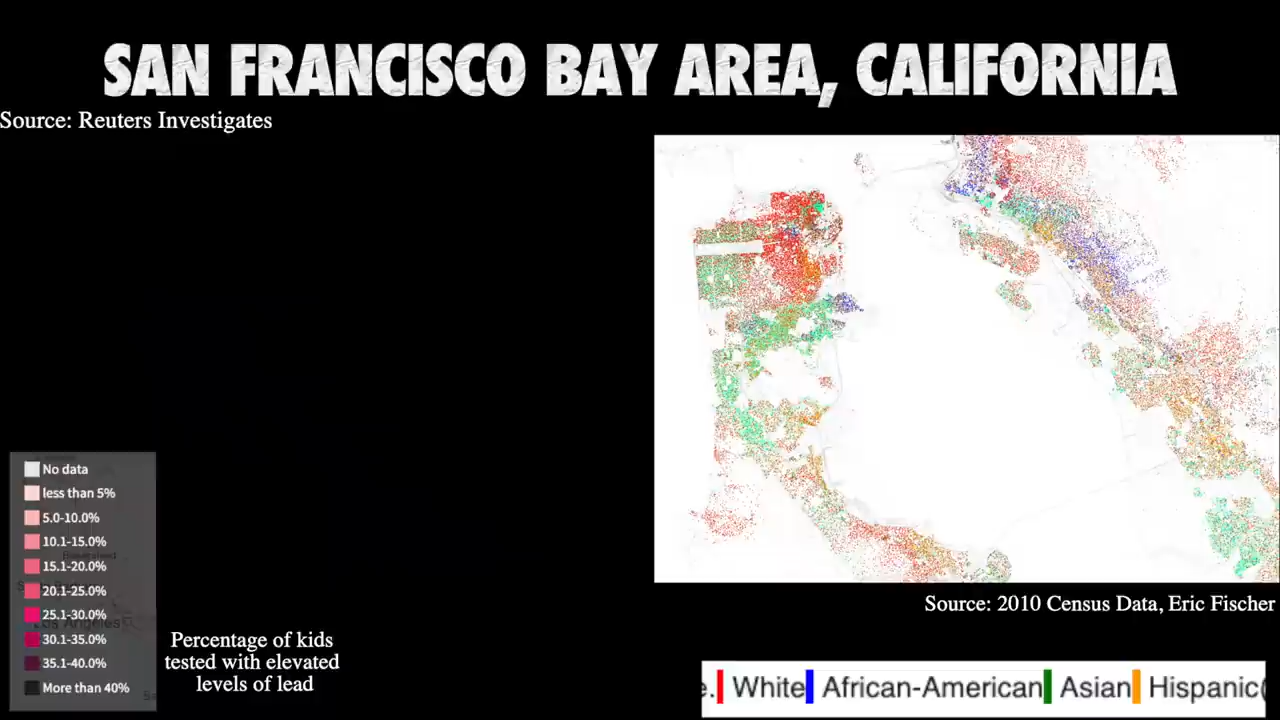 SAN FRANCISCO BAY AREA, CALIFORNIA
Source: Reuters Investigates
No data
less than 5%
5.0-10.0%
10.1-15.0%
15.1-20.0%
20.1-25.0%
25.1-30.0%
30.1-35.0%
35.1-40.0%
More than 40%
Percentage of kids
tested with elevated
levels of lead
Source: 2010 Census Data, Eric Fischer
e. White African-American Asian Hispanic(